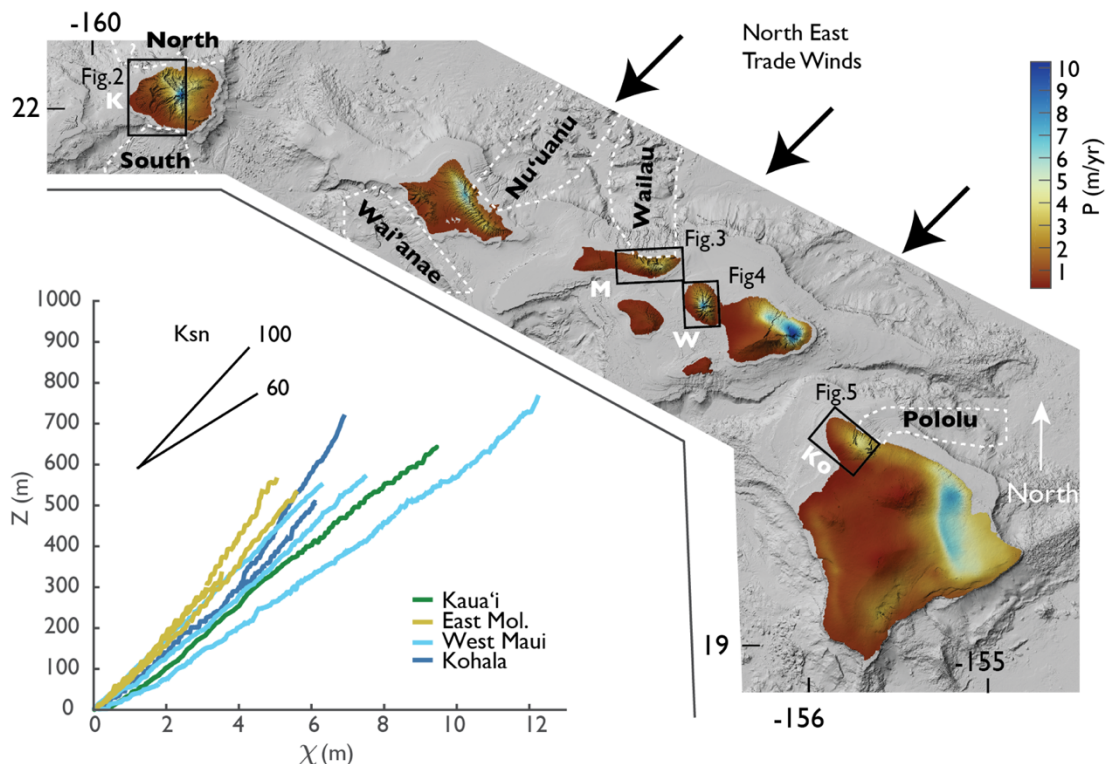 -160
North
Fig.2
K
22
South
North East
Trade Winds
10
9
8
7
6
5
4
3
2
1
P (m/yr)
Nu‘uanu
Wailau
Wai’anae
Fig.3
M
Fig4
W
Fig.5
Ko
Pololu
North
19
-155
-156
1000
900
800
700
600
500
400
300
200
100
0
Z (m)
Ksn
100
60
Kaua‘i
East Mol.
West Maui
Kohala
0 2 4 6 8 10 12
χ (m)